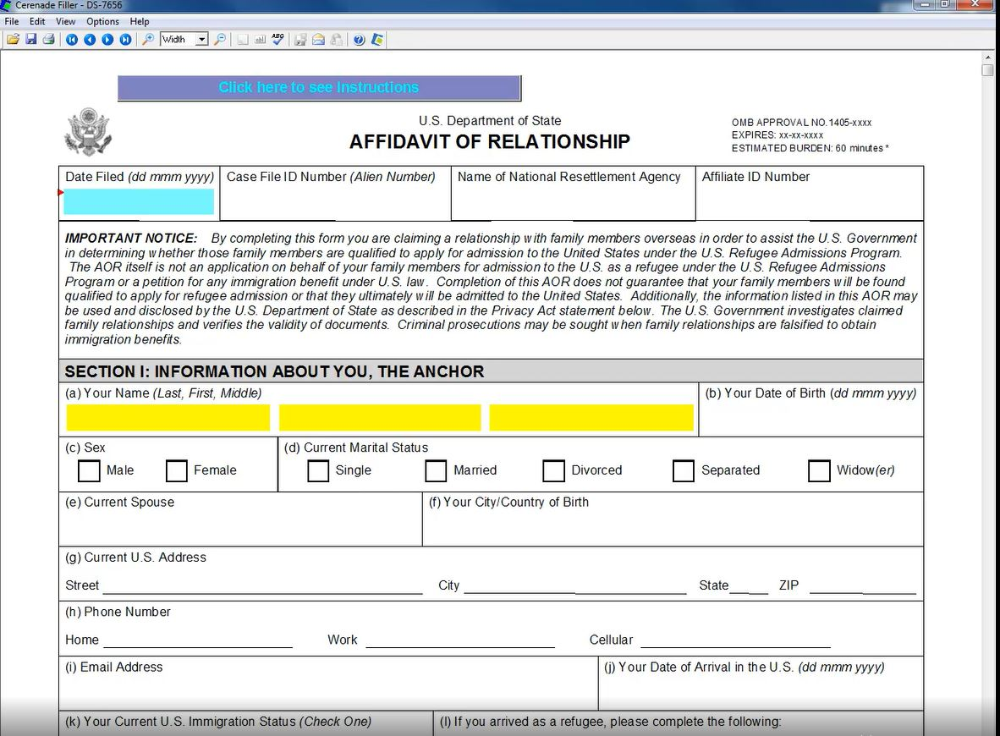 Cerenade Filler - DS-7656
File Edit View Options Help
Width ABC
Click here to see Instructions
U.S. Department of State
AFFIDAVIT OF RELATIONSHIP
OMB APPROVAL NO.1405-xxxx
EXPIRES: xx-xx-xxxx
ESTIMATED BURDEN: 60 minutes *
Date Filed (dd mmm yyyy) Case File ID Number (Alien Number) Name of National Resettlement Agency Affiliate ID Number
IMPORTANT NOTICE: By completing this form you are claiming a relationship with family members overseas in order to assist the U.S. Government
in determining whether those family members are qualified to apply for admission to the United States under the U.S. Refugee Admissions Program.
The AOR itself is not an application on behalf of your family members for admission to the U.S. as a refugee under the U.S. Refugee Admissions
Program or a petition for any immigration benefit under U.S. law. Completion of this AOR does not guarantee that your family members will be found
qualified to apply for refugee admission or that they ultimately will be admitted to the United States. Additionally, the information listed in this AOR may
be used and disclosed by the U.S. Department of State as described in the Privacy Act statement below. The U.S. Government investigates claimed
family relationships and verifies the validity of documents. Criminal prosecutions may be sought when family relationships are falsified to obtain
immigration benefits.
SECTION I: INFORMATION ABOUT YOU, THE ANCHOR
(a) Your Name (Last, First, Middle) (b) Your Date of Birth (dd mmm yyyy)
(c) Sex (d) Current Marital Status
Male Female Single Married Divorced Separated Widow(er)
(e) Current Spouse (f) Your City/Country of Birth
(g) Current U.S. Address
Street City State ZIP
(h) Phone Number
Home Work Cellular
(i) Email Address (j) Your Date of Arrival in the U.S. (dd mmm yyyy)
(k) Your Current U.S. Immigration Status (Check One) (l) If you arrived as a refugee, please complete the following: